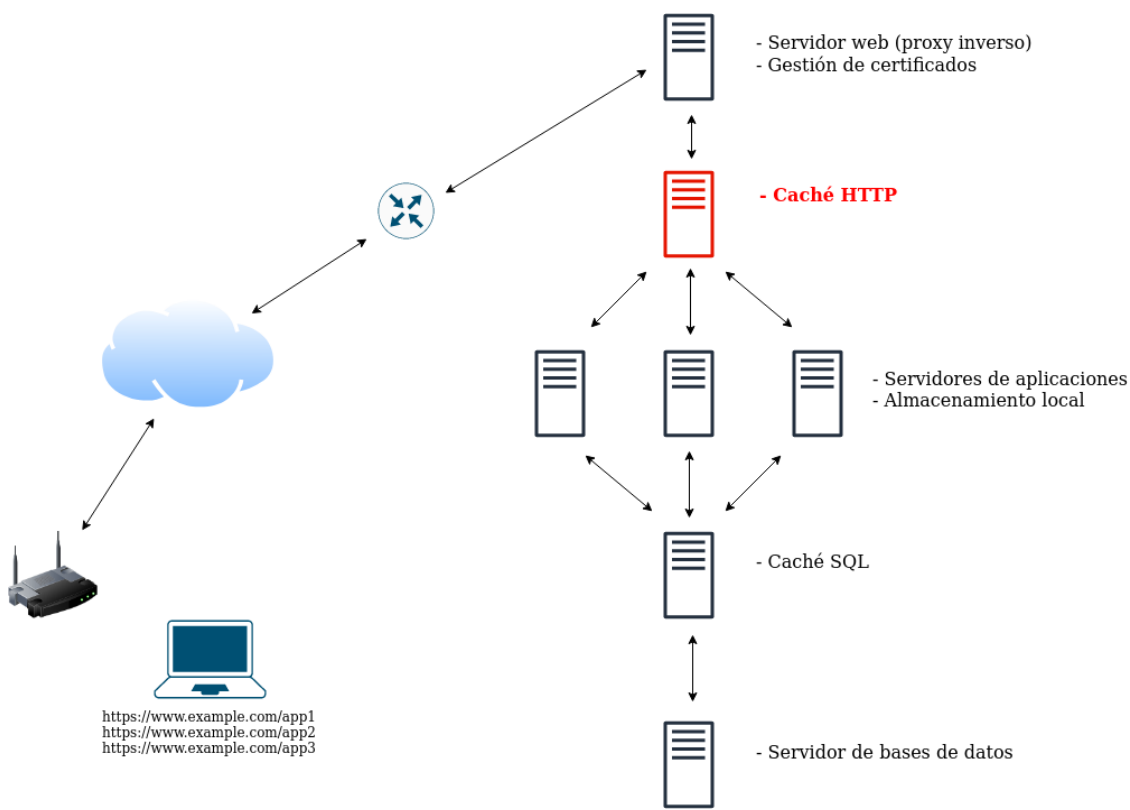 - Servidor web (proxy inverso)
- Gestión de certificados
- Caché HTTP
- Servidores de aplicaciones
- Almacenamiento local
- Caché SQL
https://www.example.com/app1
https://www.example.com/app2
https://www.example.com/app3
- Servidor de bases de datos